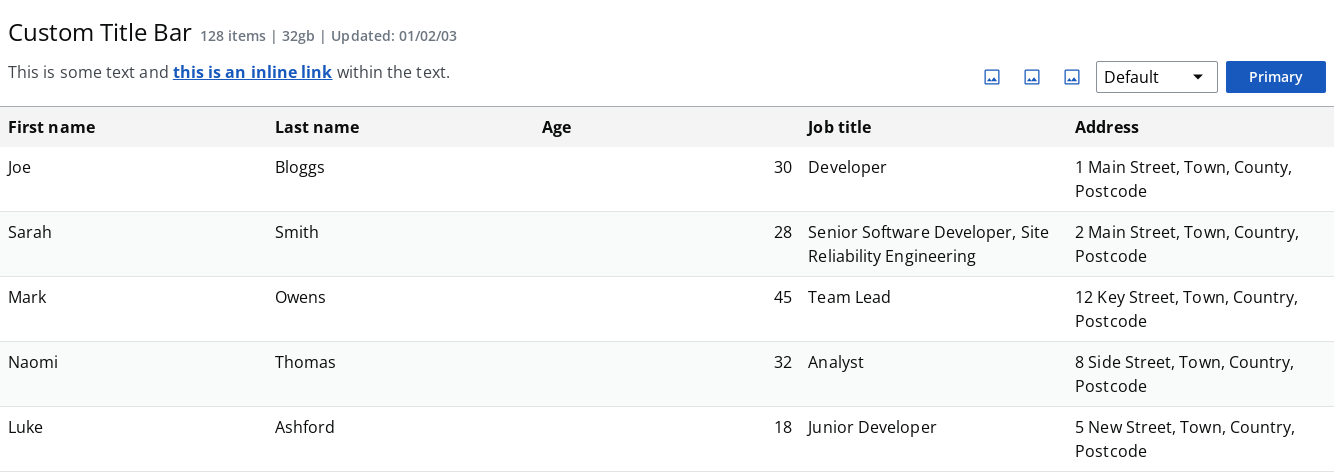 Custom Title Bar 128 items | 32gb | Updated: 01/02/03
This is some text and this is an inline link within the text.
Default Primary
First name Last name Age Job title Address
Joe Bloggs 30 Developer 1 Main Street, Town, County,
Postcode
Sarah Smith 28 Senior Software Developer, Site 2 Main Street, Town, Country,
Reliability Engineering Postcode
Mark Owens 45 Team Lead 12 Key Street, Town, Country,
Postcode
Naomi Thomas 32 Analyst 8 Side Street, Town, Country,
Postcode
Luke Ashford 18 Junior Developer 5 New Street, Town, Country,
Postcode